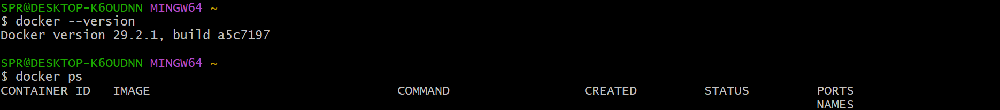 SPR@DESKTOP-K6OUDNN MINGW64 ~
$ docker --version
Docker version 29.2.1, build a5c7197

SPR@DESKTOP-K6OUDNN MINGW64 ~
$ docker ps
CONTAINER ID   IMAGE                                 COMMAND                  CREATED         STATUS         PORTS
                                                                                                             NAMES